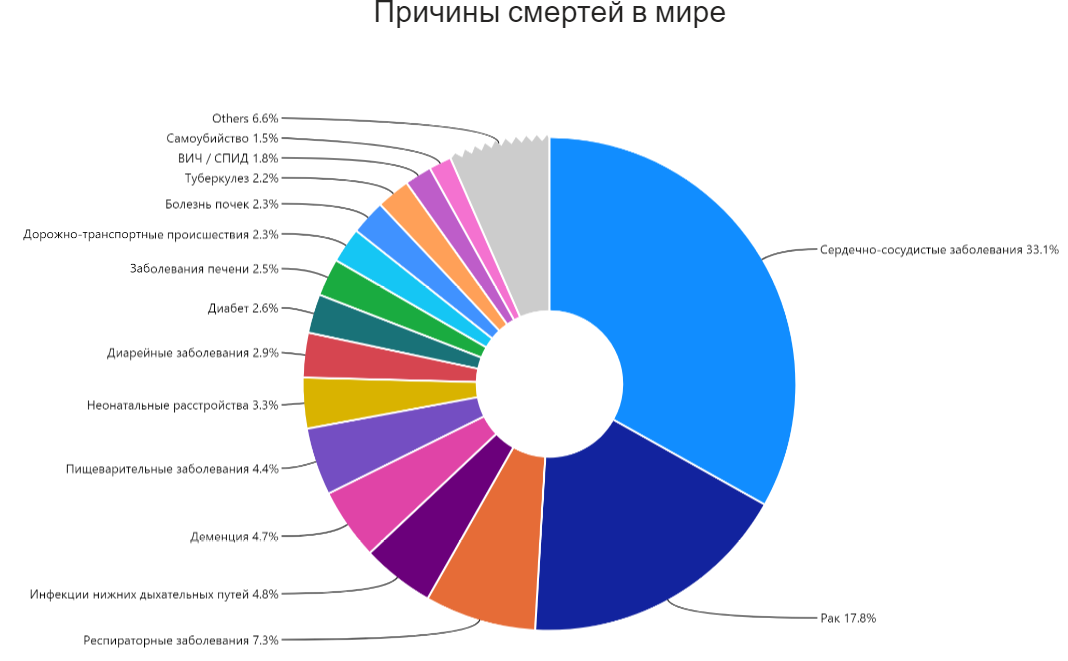 Причины смертей в мире
Others 6.6%
Самоубийство 1.5%
ВИЧ / СПИД 1.8%
Туберкулез 2.2%
Болезнь почек 2.3%
Дорожно-транспортные происшествия 2.3%
Заболевания печени 2.5%
Диабет 2.6%
Диарейные заболевания 2.9%
Неонатальные расстройства 3.3%
Пищеварительные заболевания 4.4%
Деменция 4.7%
Инфекции нижних дыхательных путей 4.8%
Респираторные заболевания 7.3%
Сердечно-сосудистые заболевания 33.1%
Рак 17.8%